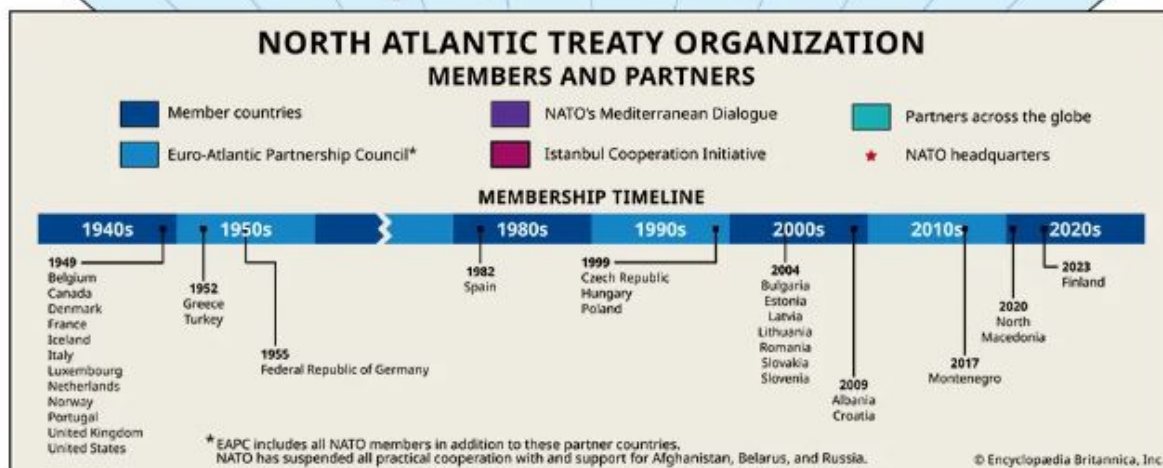 NORTH ATLANTIC TREATY ORGANIZATION
MEMBERS AND PARTNERS
Member countries
NATO's Mediterranean Dialogue
Partners across the globe
Euro-Atlantic Partnership Council*
Istanbul Cooperation Initiative
NATO headquarters
MEMBERSHIP TIMELINE
1940s
1950s
1980s
1990s
2000s
2010s
2020s
1949
Belgium
Canada
Denmark
France
Iceland
Italy
Luxembourg
Netherlands
Norway
Portugal
United Kingdom
United States
1952
Greece
Turkey
1955
Federal Republic of Germany
1982
Spain
1999
Czech Republic
Hungary
Poland
2004
Bulgaria
Estonia
Latvia
Lithuania
Romania
Slovakia
Slovenia
2009
Albania
Croatia
2017
Montenegro
2020
North
Macedonia
2023
Finland
*EAPC includes all NATO members in addition to these partner countries.
NATO has suspended all practical cooperation with and support for Afghanistan, Belarus, and Russia.
© Encyclopædia Britannica, Inc